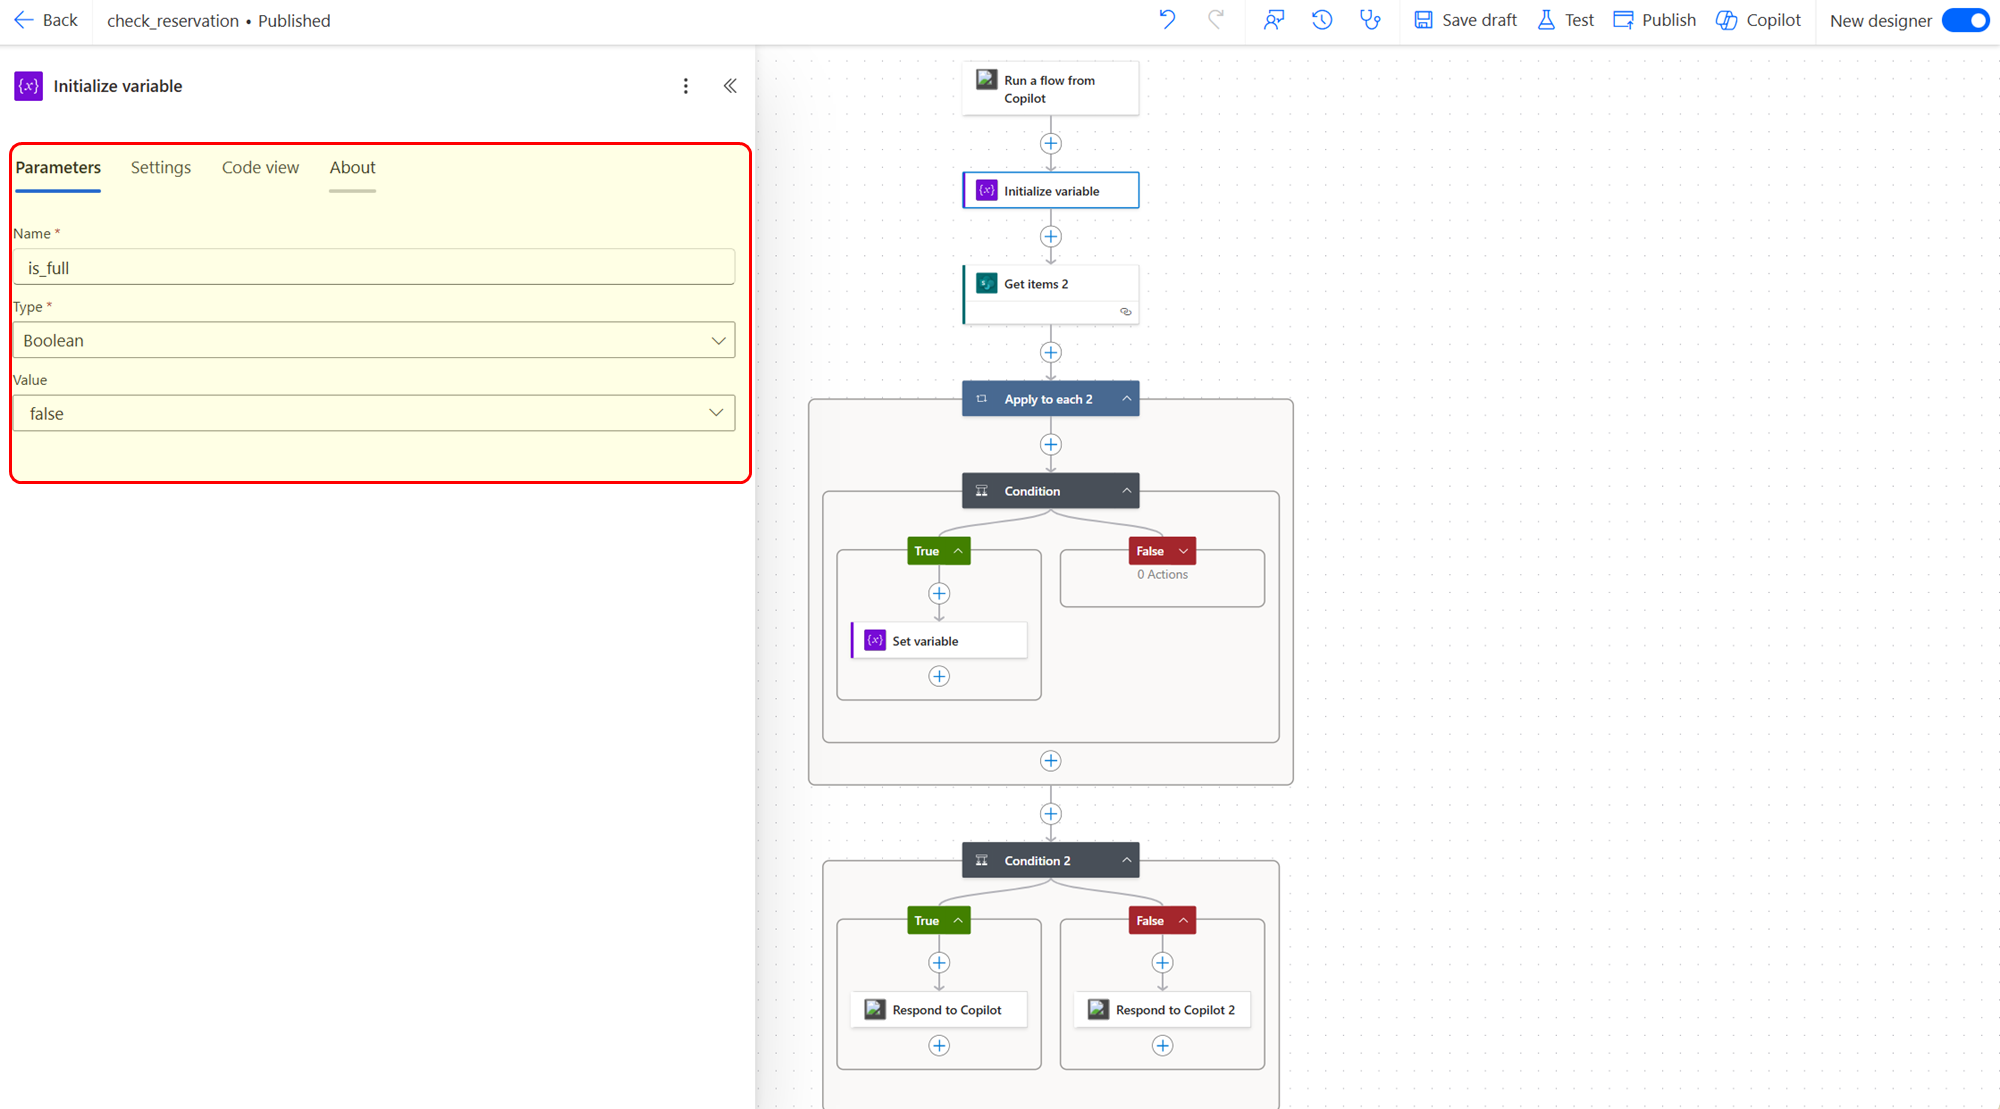 Back
check_reservation • Published
Save draft
Test
Publish
Copilot
New designer
{x} Initialize variable
Parameters
Settings
Code view
About
Name *
is_full
Type *
Boolean
Value
false
Run a flow from
Copilot
{x} Initialize variable
Get items 2
Apply to each 2
Condition
True
False
0 Actions
{x} Set variable
Condition 2
True
False
Respond to Copilot
Respond to Copilot 2